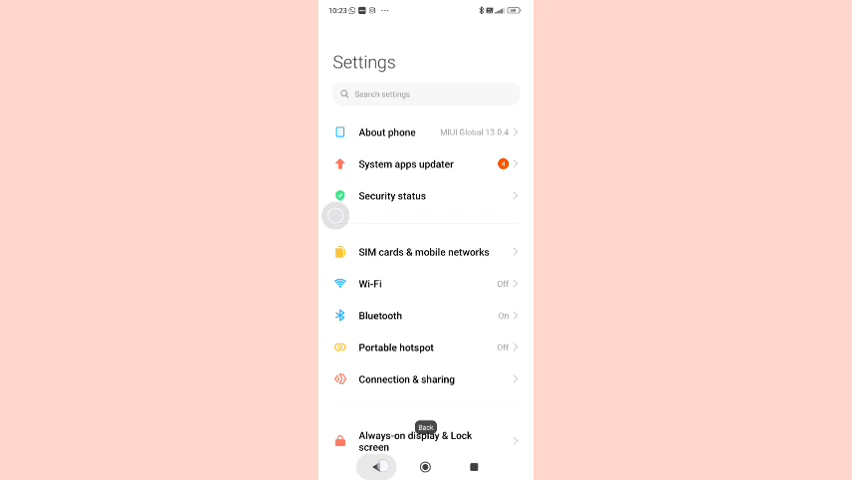 10:23
Settings
Search settings
About phone MIUI Global 13.0.4
System apps updater 4
Security status
SIM cards & mobile networks
Wi-Fi Off
Bluetooth On
Portable hotspot Off
Connection & sharing
Back
Always-on display & Lock
screen